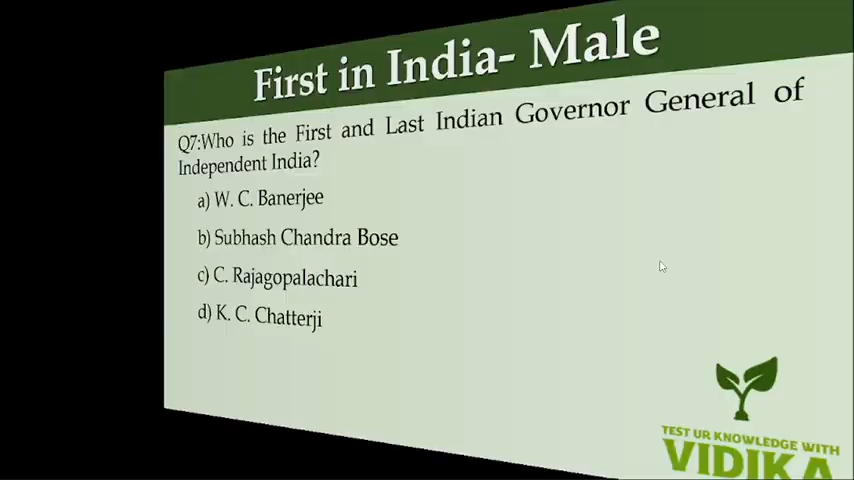 First in India- Male
Q7:Who is the First and Last Indian Governor General of
Independent India?
a) W. C. Banerjee
b) Subhash Chandra Bose
c) C. Rajagopalachari
d) K. C. Chatterji
TEST UR KNOWLEDGE WITH
VIDIKA